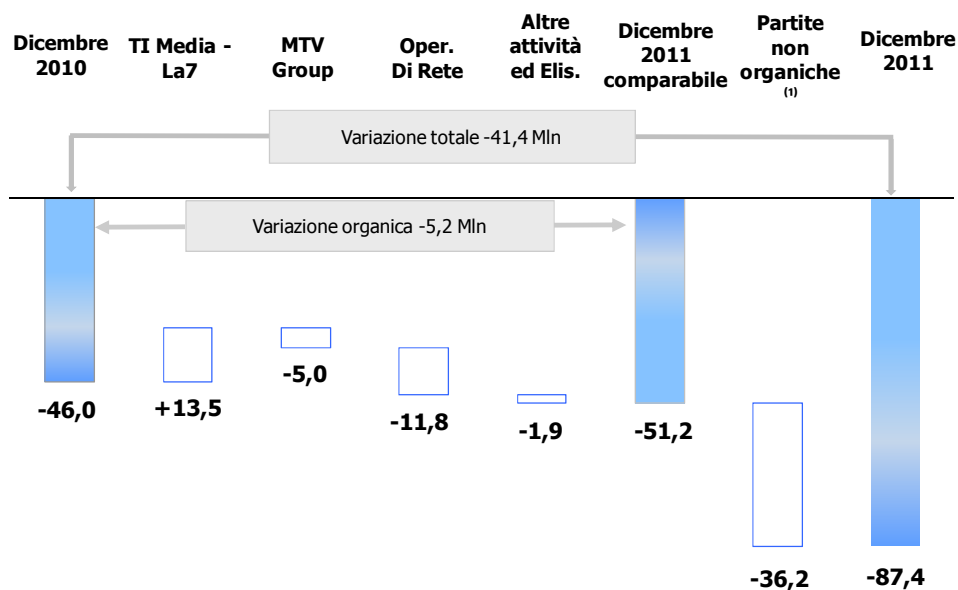 Dicembre
2010
TI Media -
La7
MTV
Group
Oper.
Di Rete
Altre
attività
ed Elis.
Dicembre
2011
comparabile
Partite
non
organiche
(1)
Dicembre
2011
Variazione totale -41,4 Mln
Variazione organica -5,2 Mln
-46,0
+13,5
-5,0
-11,8
-1,9
-51,2
-36,2
-87,4